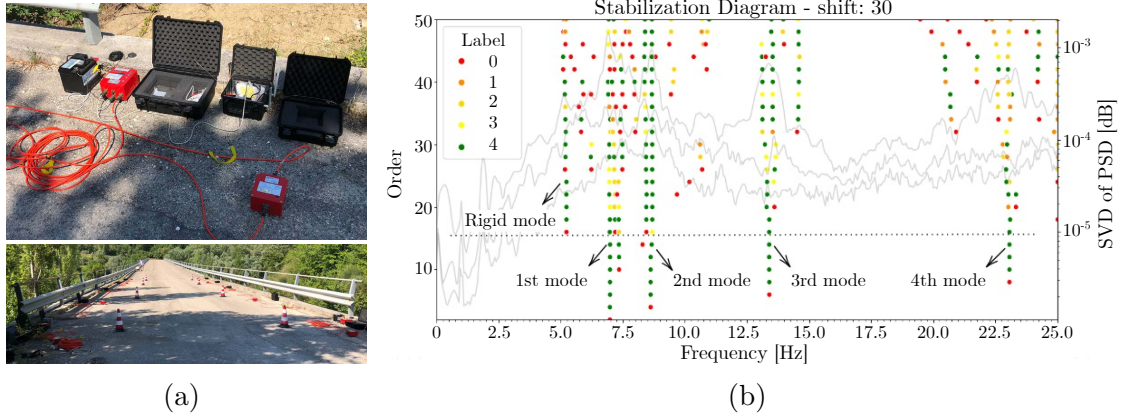 Stabilization Diagram - shift: 30
50
40
30
20
10
Order
Label
0
1
2
3
4
Rigid mode
1st mode
2nd mode
3rd mode
4th mode
10⁻³
10⁻⁴
10⁻⁵
SVD of PSD [dB]
0 2.5 5.0 7.5 10.0 12.5 15.0 17.5 20.0 22.5 25.0
Frequency [Hz]
(a) (b)